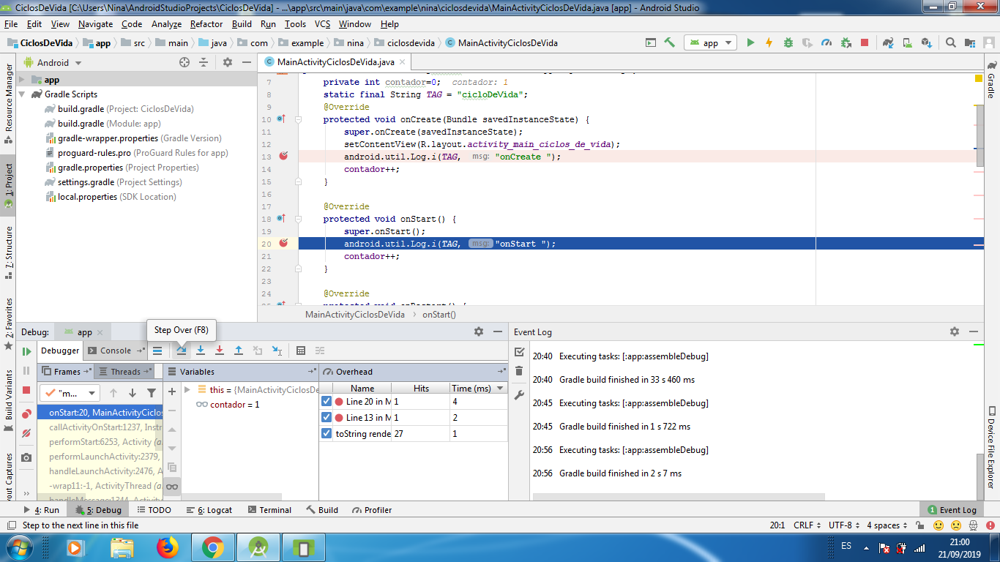 CiclosDeVida [C:\Users\Nina\AndroidStudioProjects\CiclosDeVida] - ...\app\src\main\java\com\example\nina\ciclosdevida\MainActivityCiclosDeVida.java [app] - Android Studio
File Edit View Navigate Code Analyze Refactor Build Run Tools VCS Window Help
CiclosDeVida app src main java com example nina ciclosdevida MainActivityCiclosDeVida app
Resource Manager
1: Project
7: Structure
2: Favorites
Build Variants
Android
app
Gradle Scripts
build.gradle (Project: CiclosDeVida)
build.gradle (Module: app)
gradle-wrapper.properties (Gradle Version)
proguard-rules.pro (ProGuard Rules for app)
gradle.properties (Project Properties)
settings.gradle (Project Settings)
local.properties (SDK Location)
MainActivityCiclosDeVida.java
7 private int contador=0; contador: 1
8 static final String TAG = "cicloDeVida";
9 @Override
10 protected void onCreate(Bundle savedInstanceState) {
11 super.onCreate(savedInstanceState);
12 setContentView(R.layout.activity_main_ciclos_de_vida);
13 android.util.Log.i(TAG, msg: "onCreate ");
14 contador++;
15 }
16
17 @Override
18 protected void onStart() {
19 super.onStart();
20 android.util.Log.i(TAG, msg: "onStart ");
21 contador++;
22 }
23
24 @Override
MainActivityCiclosDeVida › onStart()
Gradle
Device File Explorer
Debug: app
Step Over (F8)
Debugger Console
Frames Threads
"m...
onStart:20, MainActivityCiclos
callActivityOnStart:1237, Instr
performStart:6253, Activity (a
performLaunchActivity:2379,
handleLaunchActivity:2476, A
-wrap11:-1, ActivityThread (a
handleMessage:1344, Activity
Variables
this = {MainActivityCiclosDe
contador = 1
Overhead
Name Hits Time (ms)
Line 20 in M 1 4
Line 13 in M 1 2
toString rende 27 1
Event Log
20:40 Executing tasks: [:app:assembleDebug]
20:40 Gradle build finished in 33 s 460 ms
20:45 Executing tasks: [:app:assembleDebug]
20:45 Gradle build finished in 1 s 722 ms
20:56 Executing tasks: [:app:assembleDebug]
20:56 Gradle build finished in 2 s 7 ms
4: Run 5: Debug TODO 6: Logcat Terminal Build Profiler 1 Event Log
Step to the next line in this file 20:1 CRLF UTF-8 4 spaces
ES 21:00
21/09/2019